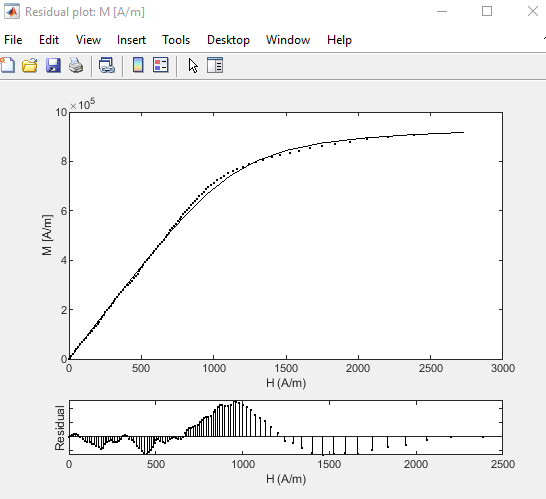 Residual plot: M [A/m]
File Edit View Insert Tools Desktop Window Help
×10^5
10
8
6
4
2
0
M [A/m]
0 500 1000 1500 2000 2500 3000
H (A/m)
Residual
0 500 1000 1500 2000 2500
H (A/m)